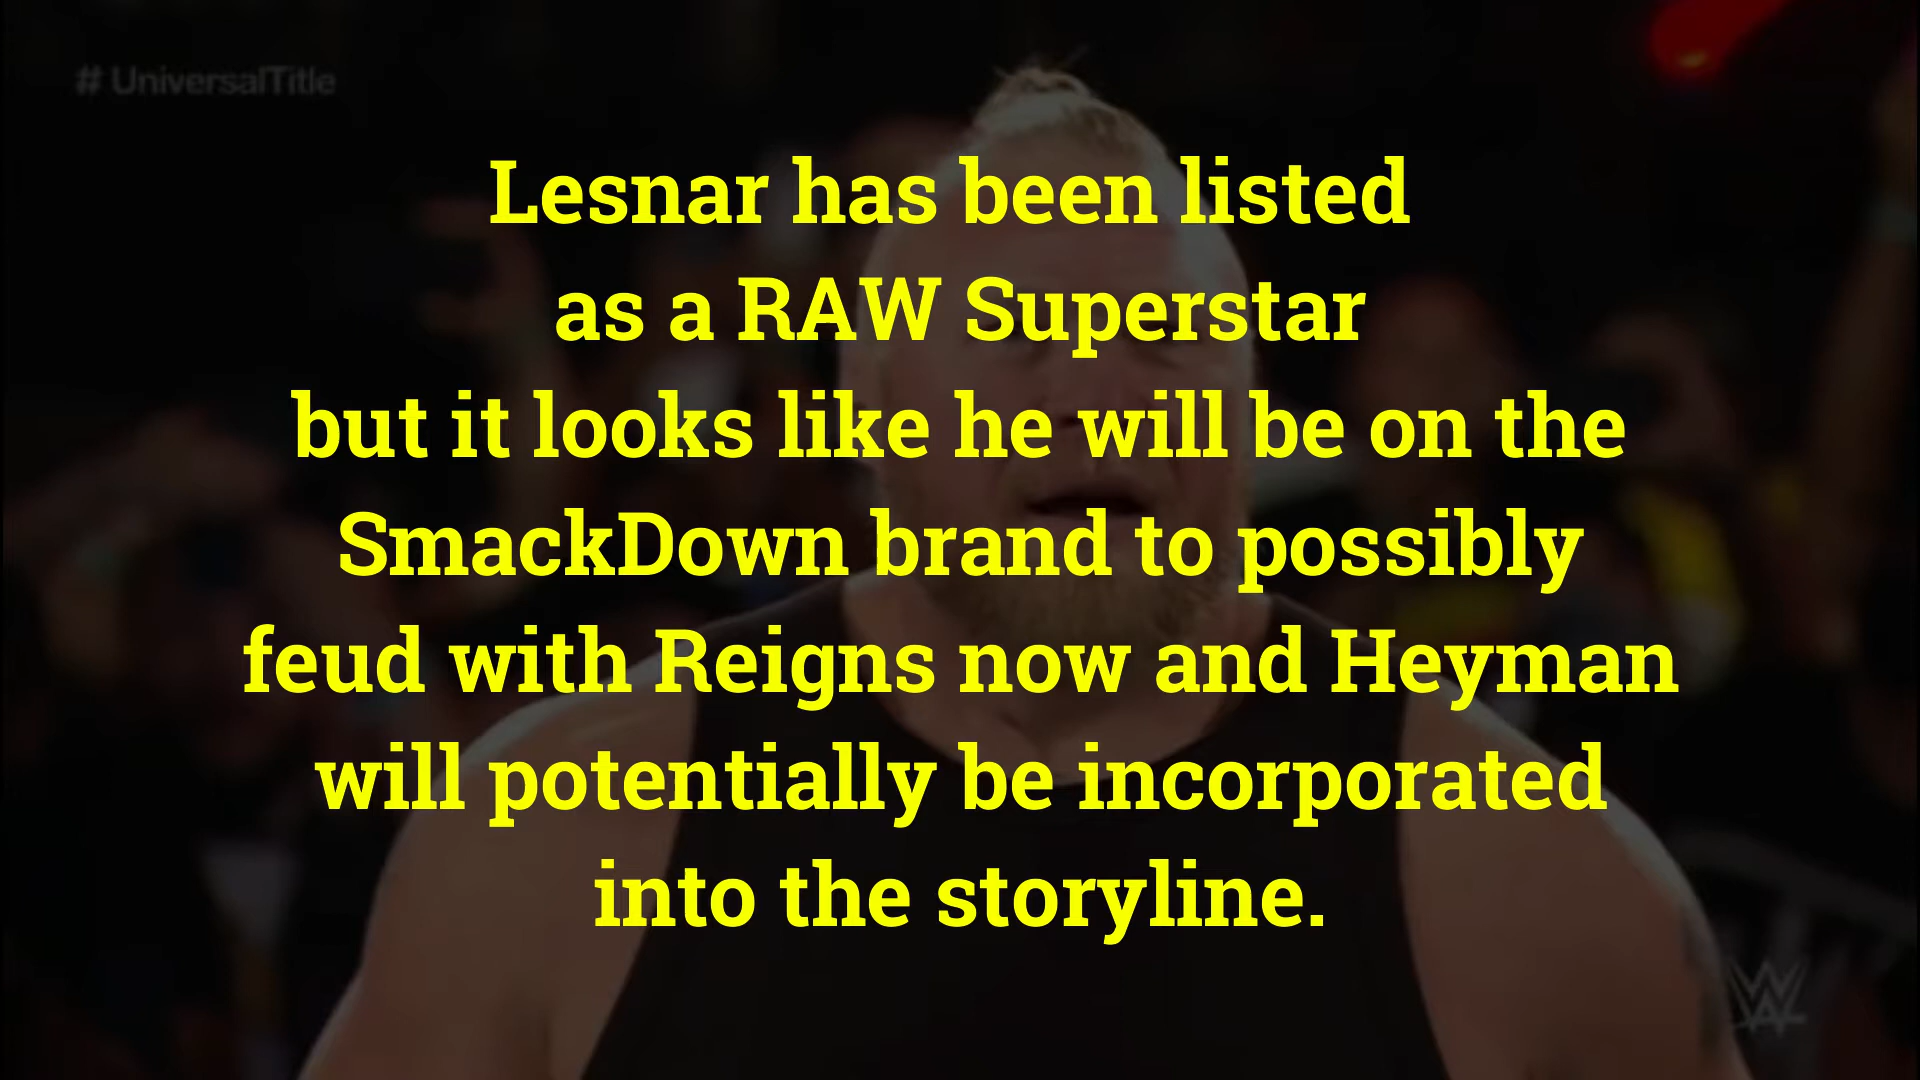 # UniversalTitle
Lesnar has been listed
as a RAW Superstar
but it looks like he will be on the
SmackDown brand to possibly
feud with Reigns now and Heyman
will potentially be incorporated
into the storyline.